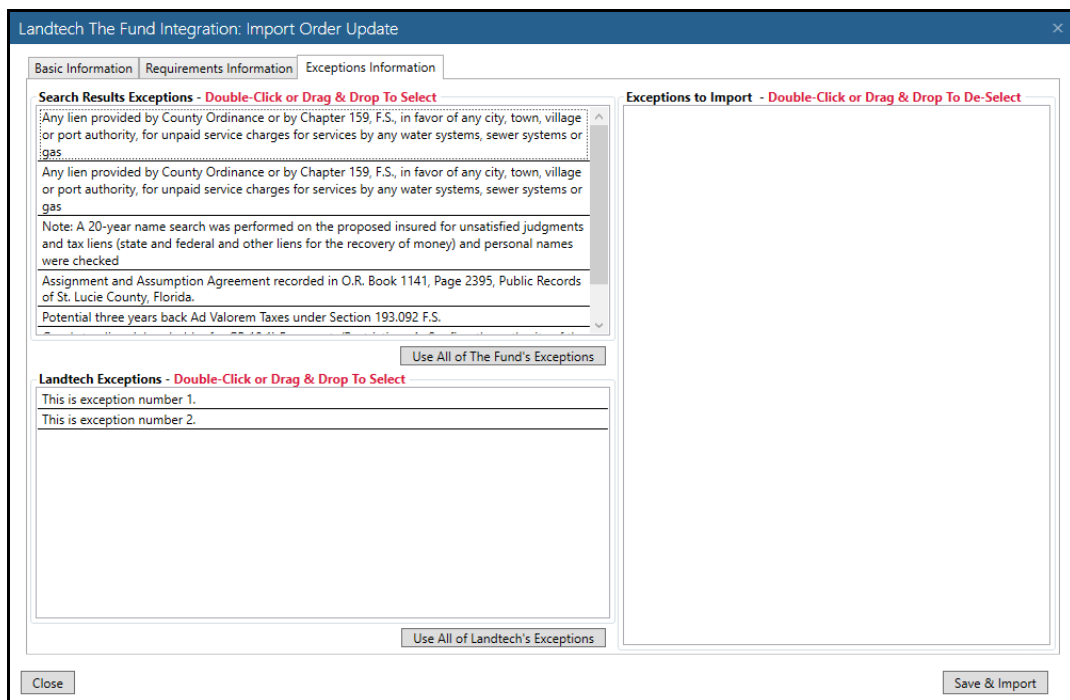 Landtech The Fund Integration: Import Order Update
Basic Information
Requirements Information
Exceptions Information
Search Results Exceptions - Double-Click or Drag & Drop To Select
Any lien provided by County Ordinance or by Chapter 159, F.S., in favor of any city, town, village
or port authority, for unpaid service charges for services by any water systems, sewer systems or
gas
Any lien provided by County Ordinance or by Chapter 159, F.S., in favor of any city, town, village
or port authority, for unpaid service charges for services by any water systems, sewer systems or
gas
Note: A 20-year name search was performed on the proposed insured for unsatisfied judgments
and tax liens (state and federal and other liens for the recovery of money) and personal names
were checked
Assignment and Assumption Agreement recorded in O.R. Book 1141, Page 2395, Public Records
of St. Lucie County, Florida.
Potential three years back Ad Valorem Taxes under Section 193.092 F.S.
Use All of The Fund's Exceptions
Landtech Exceptions - Double-Click or Drag & Drop To Select
This is exception number 1.
This is exception number 2.
Use All of Landtech's Exceptions
Exceptions to Import - Double-Click or Drag & Drop To De-Select
Close
Save & Import